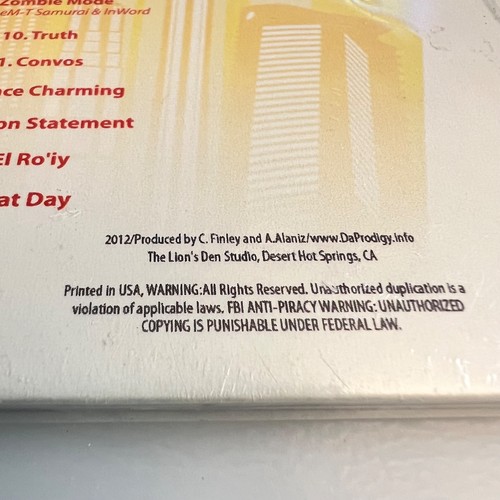 Zombie Mode
eM-T Samurai & InWord
10. Truth
1. Convos
nce Charming
on Statement
El Ro'iy
at Day
2012/Produced by C. Finley and A.Alaniz/www.DaProdigy.info
The Lion's Den Studio, Desert Hot Springs, CA
Printed in USA, WARNING:All Rights Reserved. Unauthorized duplication is a
violation of applicable laws. FBI ANTI-PIRACY WARNING: UNAUTHORIZED
COPYING IS PUNISHABLE UNDER FEDERAL LAW.